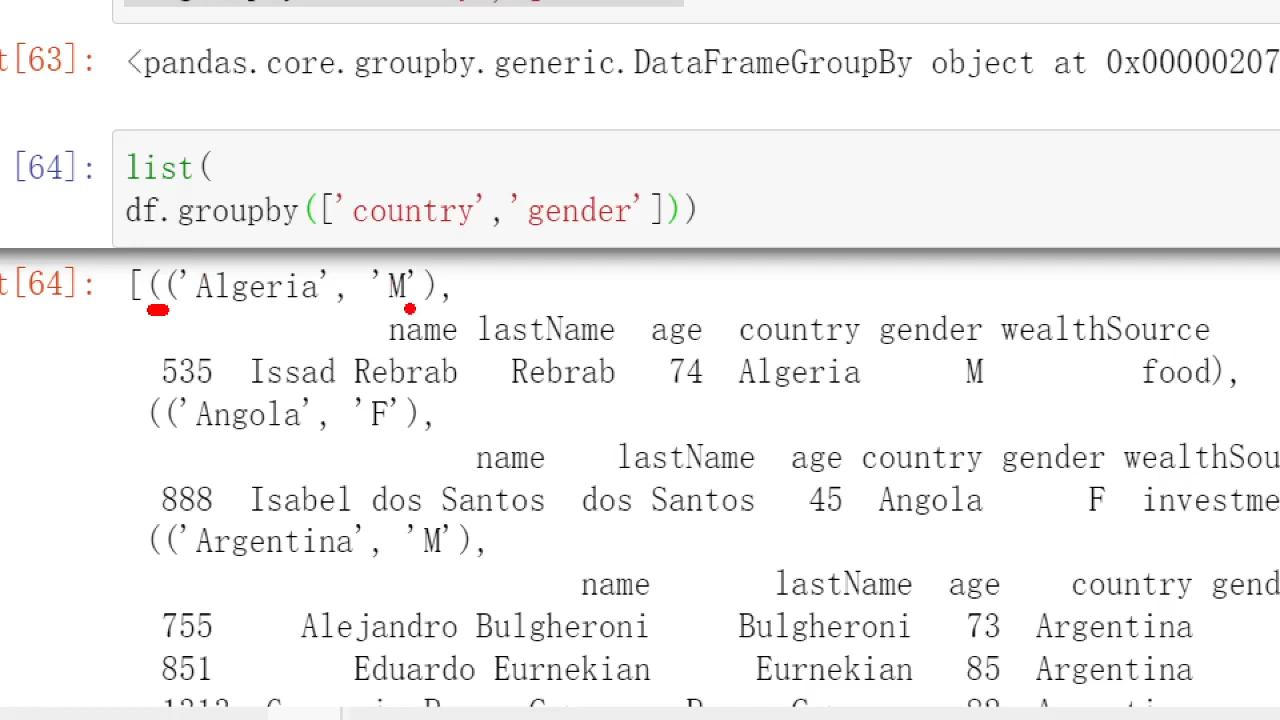 t[63]: <pandas.core.groupby.generic.DataFrameGroupBy object at 0x00000207
[64]: list(
df.groupby(['country','gender']))
t[64]: [(('Algeria', 'M'),
name lastName age country gender wealthSource
535 Issad Rebrab Rebrab 74 Algeria M food),
(('Angola', 'F'),
name lastName age country gender wealthSou
888 Isabel dos Santos dos Santos 45 Angola F investme
(('Argentina', 'M'),
name lastName age country gend
755 Alejandro Bulgheroni Bulgheroni 73 Argentina
851 Eduardo Eurnekian Eurnekian 85 Argentina